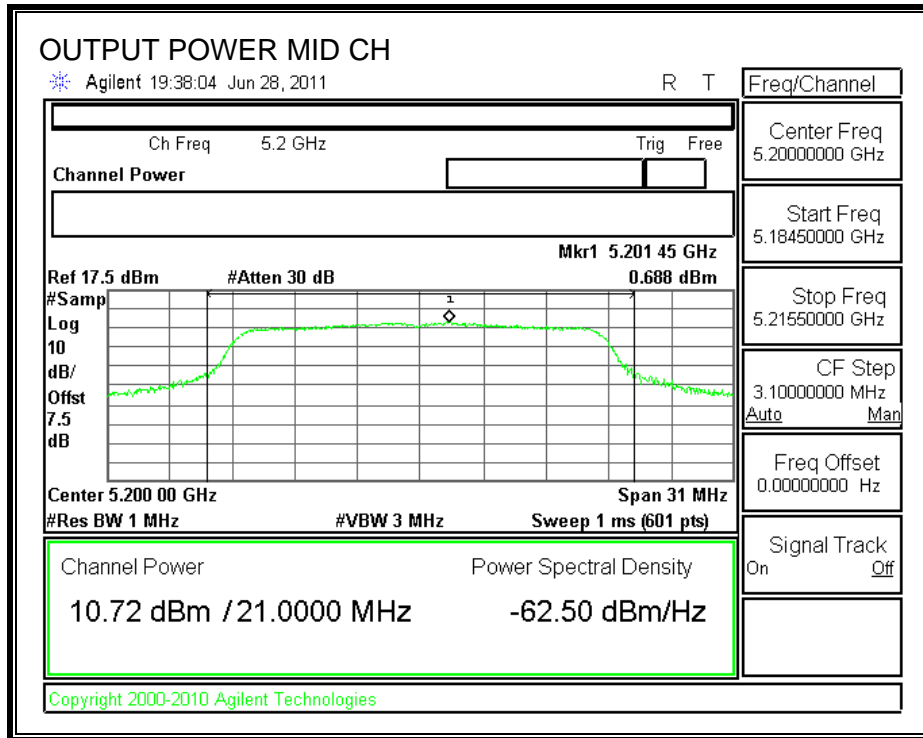 OUTPUT POWER MID CH
Agilent 19:38:04 Jun 28, 2011 R T
Ch Freq 5.2 GHz Trig Free
Channel Power
Mkr1 5.201 45 GHz
Ref 17.5 dBm #Atten 30 dB 0.688 dBm
#Samp
Log
10
dB/
Offst
7.5
dB
1
Center 5.200 00 GHz Span 31 MHz
#Res BW 1 MHz #VBW 3 MHz Sweep 1 ms (601 pts)
Channel Power Power Spectral Density
10.72 dBm / 21.0000 MHz -62.50 dBm/Hz
Copyright 2000-2010 Agilent Technologies
Freq/Channel
Center Freq
5.20000000 GHz
Start Freq
5.18450000 GHz
Stop Freq
5.21550000 GHz
CF Step
3.10000000 MHz
Auto Man
Freq Offset
0.00000000 Hz
Signal Track
On Off